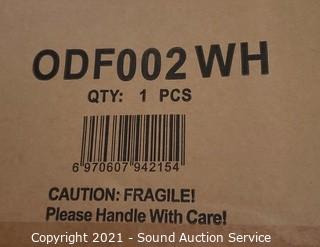 ODF002 WH
QTY: 1 PCS
6 970607 942154
CAUTION: FRAGILE!
Please Handle With Care!
Copyright 2021 - Sound Auction Service